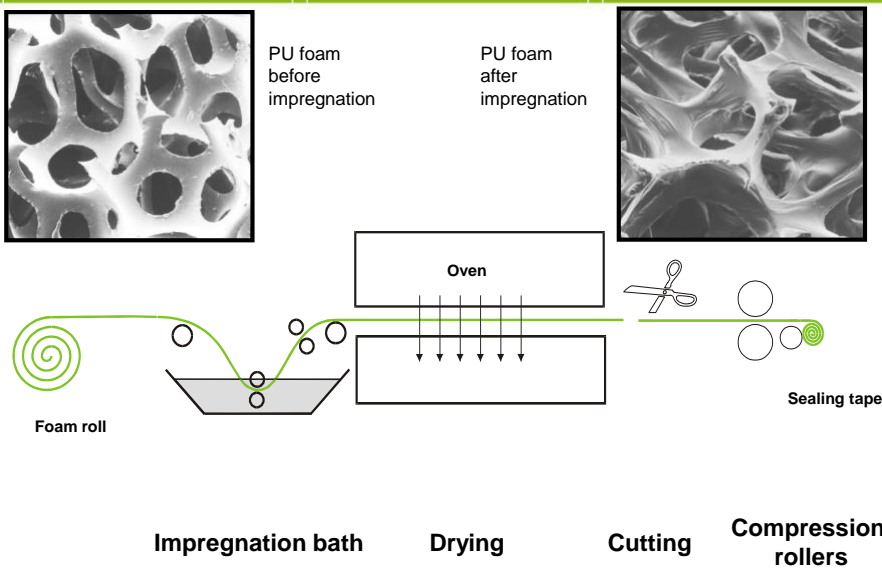 PU foam
before
impregnation
PU foam
after
impregnation
Oven
Foam roll
Sealing tape
Impregnation bath
Drying
Cutting
Compression
rollers